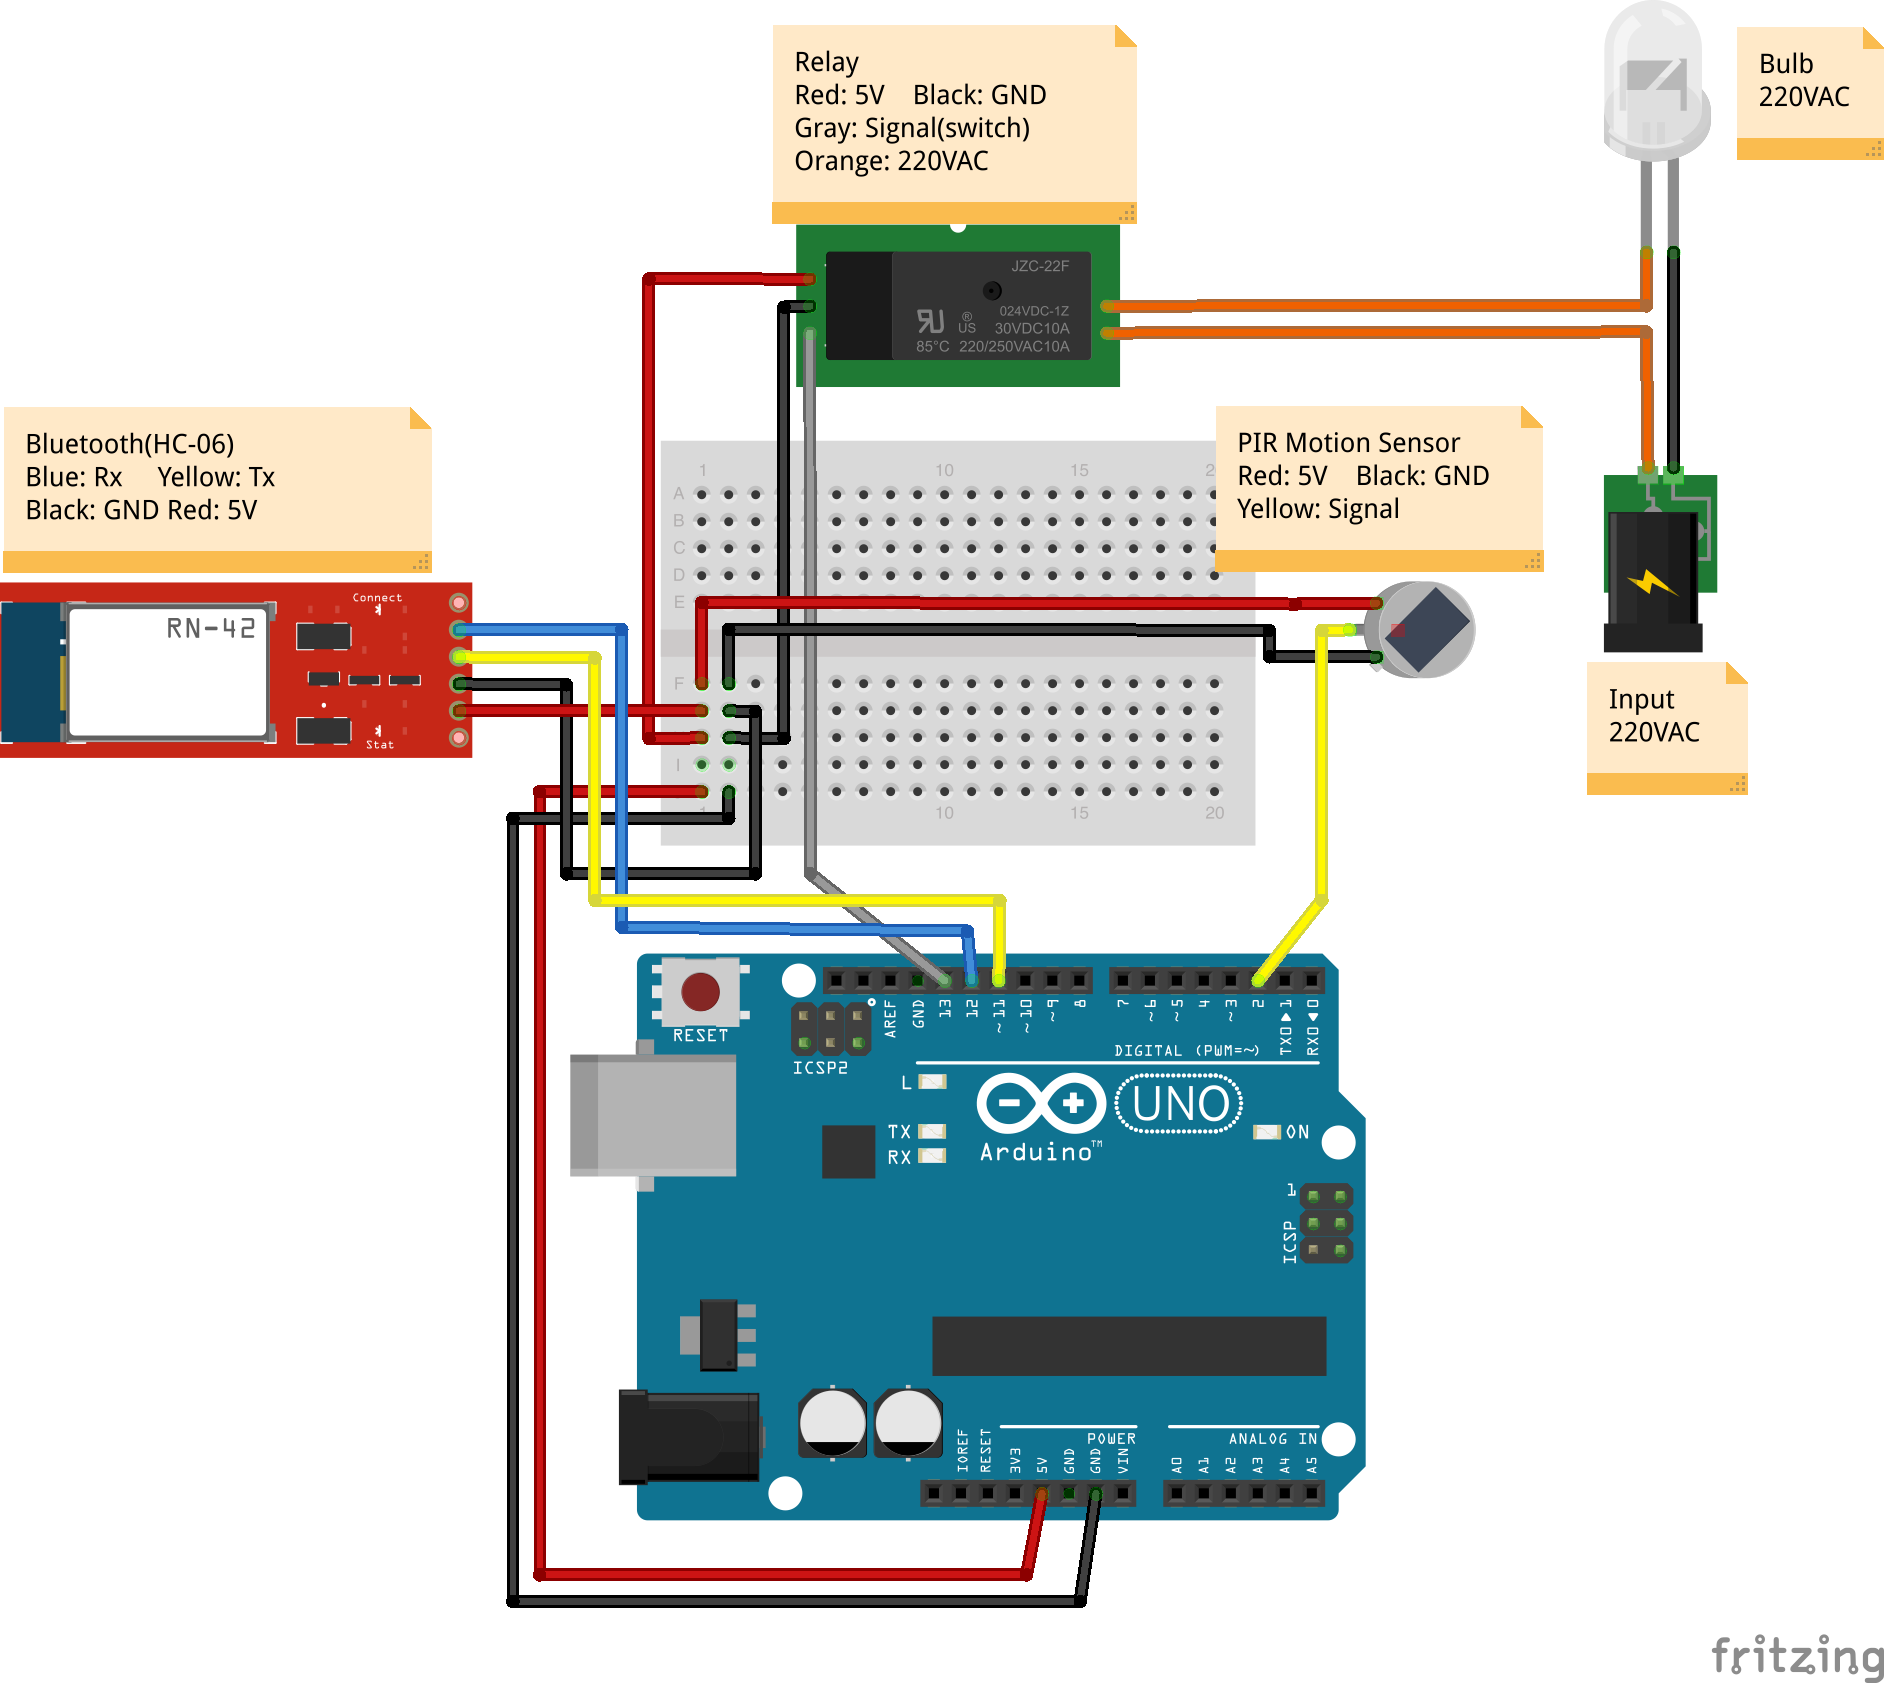 Relay
Red: 5V    Black: GND
Gray: Signal(switch)
Orange: 220VAC
Bulb
220VAC
JZC-22F
024VDC-1Z
® US 30VDC10A
85°C 220/250VAC10A
Bluetooth(HC-06)
Blue: Rx     Yellow: Tx
Black: GND Red: 5V
PIR Motion Sensor
Red: 5V    Black: GND
Yellow: Signal
Input
220VAC
RN-42
Connect
Stat
1 10 15
A
B
C
D
E
F
I
1 10 15 20
RESET
ICSP2
AREF GND 13 12 ~11 ~10 ~9 8 7 ~6 ~5 4 ~3 2 TX0 1 RX0 0
DIGITAL (PWM=~)
L
TX
RX
UNO
Arduino™
ON
1
ICSP
POWER
ANALOG IN
IOREF RESET 3V3 5V GND GND VIN A0 A1 A2 A3 A4 A5
fritzing